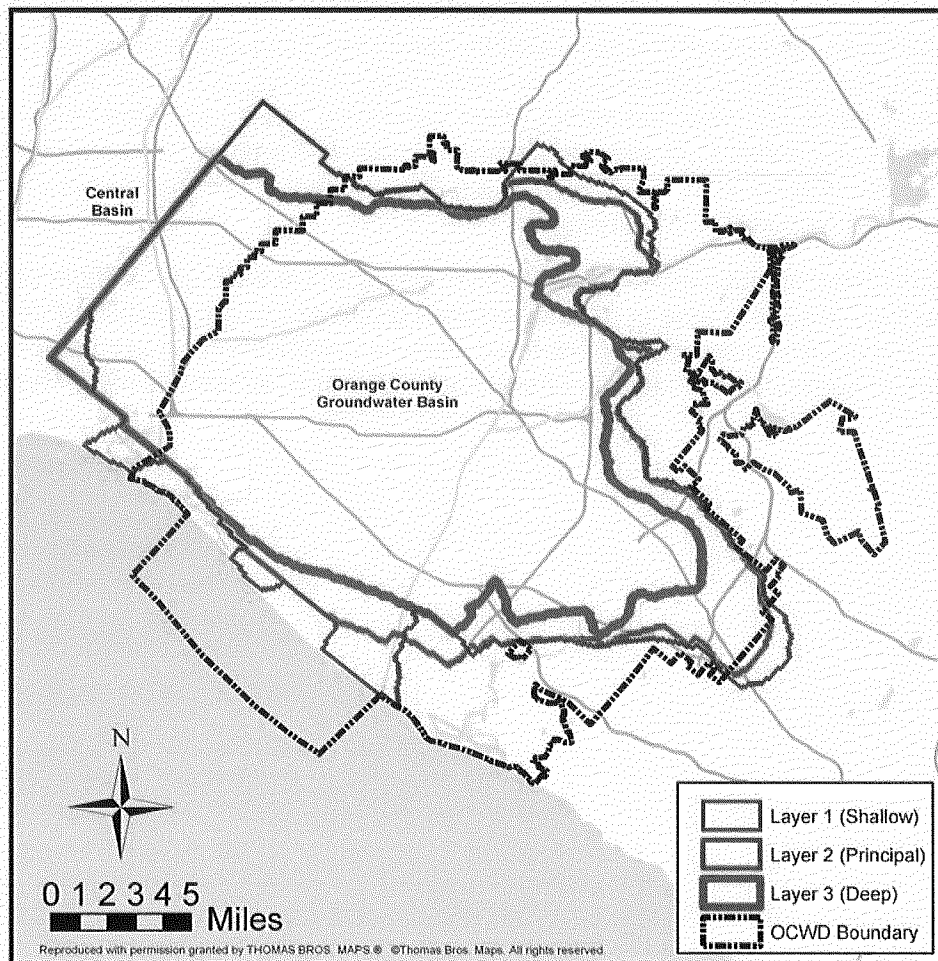 Central
Basin
Orange County
Groundwater Basin
N
0 1 2 3 4 5
Miles
Layer 1 (Shallow)
Layer 2 (Principal)
Layer 3 (Deep)
OCWD Boundary
Reproduced with permission granted by THOMAS BROS. MAPS ® ©Thomas Bros. Maps. All rights reserved.